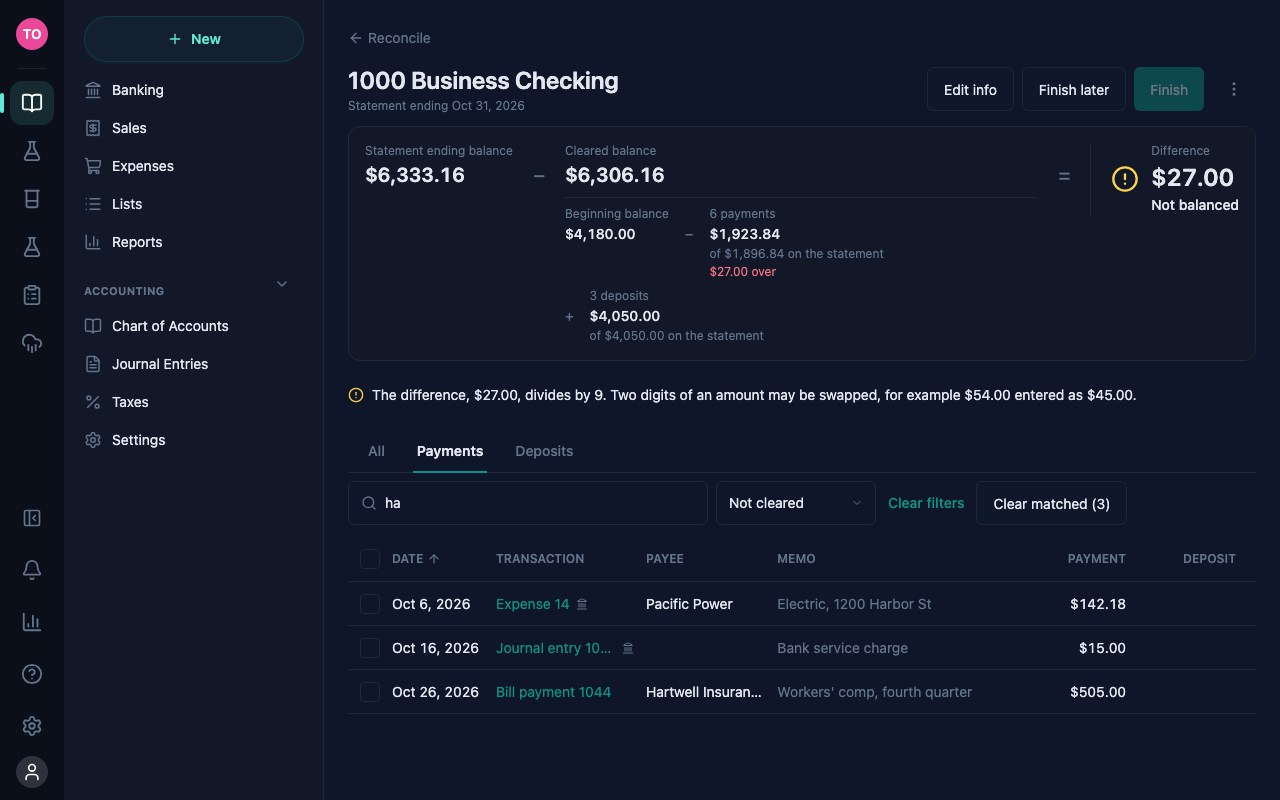 TO
New
Banking
Sales
Expenses
Lists
Reports
ACCOUNTING
Chart of Accounts
Journal Entries
Taxes
Settings
Reconcile
1000 Business Checking
Statement ending Oct 31, 2026
Edit info
Finish later
Finish
Statement ending balance
$6,333.16
–
Cleared balance
$6,306.16
=
Difference
$27.00
Not balanced
Beginning balance
$4,180.00
–
6 payments
$1,923.84
of $1,896.84 on the statement
$27.00 over
+
3 deposits
$4,050.00
of $4,050.00 on the statement
The difference, $27.00, divides by 9. Two digits of an amount may be swapped, for example $54.00 entered as $45.00.
All Payments Deposits
ha
Not cleared
Clear filters
Clear matched (3)
DATE TRANSACTION PAYEE MEMO PAYMENT DEPOSIT
Oct 6, 2026 Expense 14 Pacific Power Electric, 1200 Harbor St $142.18
Oct 16, 2026 Journal entry 10... Bank service charge $15.00
Oct 26, 2026 Bill payment 1044 Hartwell Insuran... Workers' comp, fourth quarter $505.00